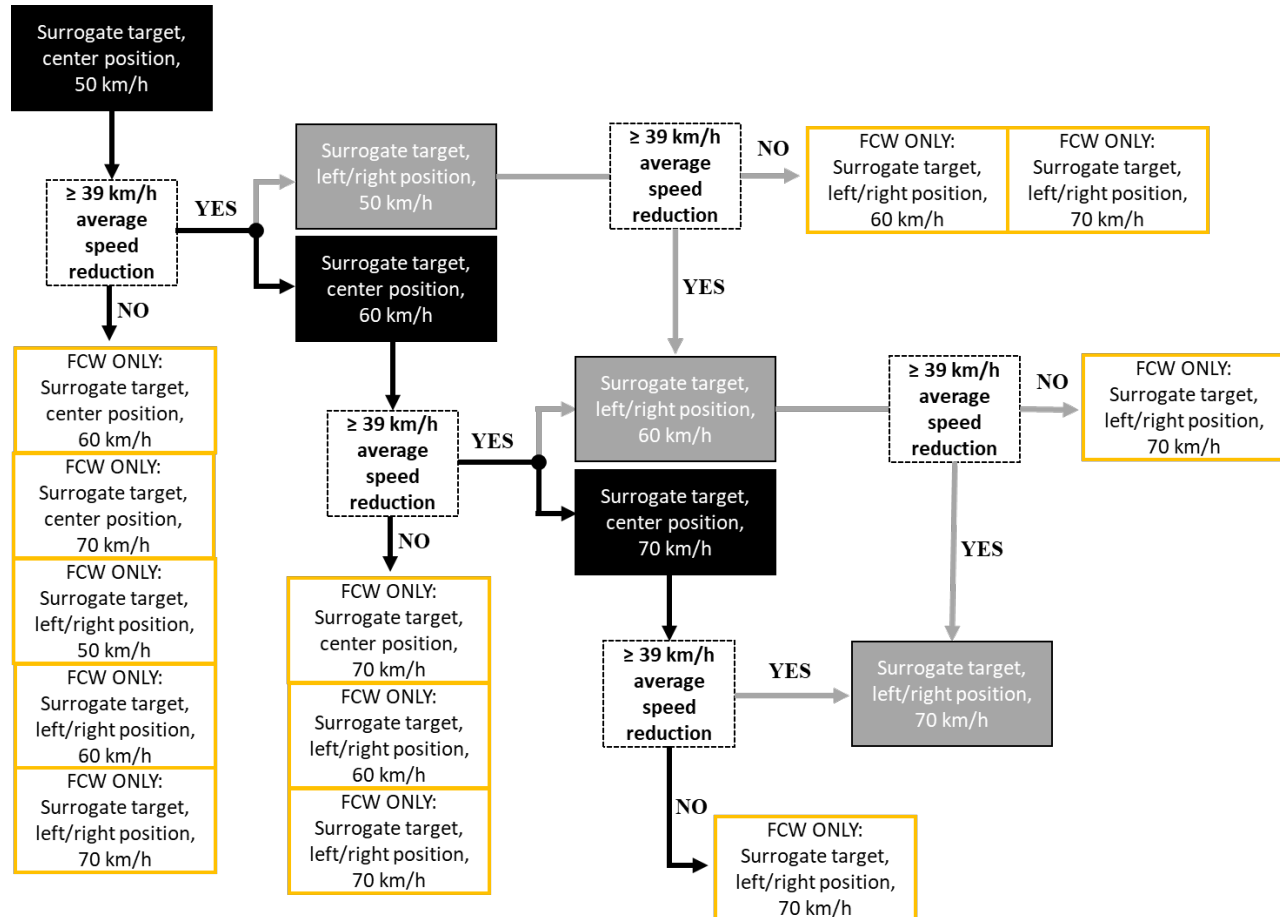 Surrogate target,
center position,
50 km/h
≥ 39 km/h
average
speed
reduction
YES
NO
Surrogate target,
left/right position,
50 km/h
≥ 39 km/h
average
speed
reduction
NO
FCW ONLY:
Surrogate target,
left/right position,
60 km/h
FCW ONLY:
Surrogate target,
left/right position,
70 km/h
YES
Surrogate target,
center position,
60 km/h
FCW ONLY:
Surrogate target,
center position,
60 km/h
FCW ONLY:
Surrogate target,
center position,
70 km/h
FCW ONLY:
Surrogate target,
left/right position,
50 km/h
FCW ONLY:
Surrogate target,
left/right position,
60 km/h
FCW ONLY:
Surrogate target,
left/right position,
70 km/h
≥ 39 km/h
average
speed
reduction
YES
NO
Surrogate target,
left/right position,
60 km/h
≥ 39 km/h
average
speed
reduction
NO
FCW ONLY:
Surrogate target,
left/right position,
70 km/h
YES
Surrogate target,
center position,
70 km/h
FCW ONLY:
Surrogate target,
center position,
70 km/h
FCW ONLY:
Surrogate target,
left/right position,
60 km/h
FCW ONLY:
Surrogate target,
left/right position,
70 km/h
≥ 39 km/h
average
speed
reduction
YES
Surrogate target,
left/right position,
70 km/h
NO
FCW ONLY:
Surrogate target,
left/right position,
70 km/h